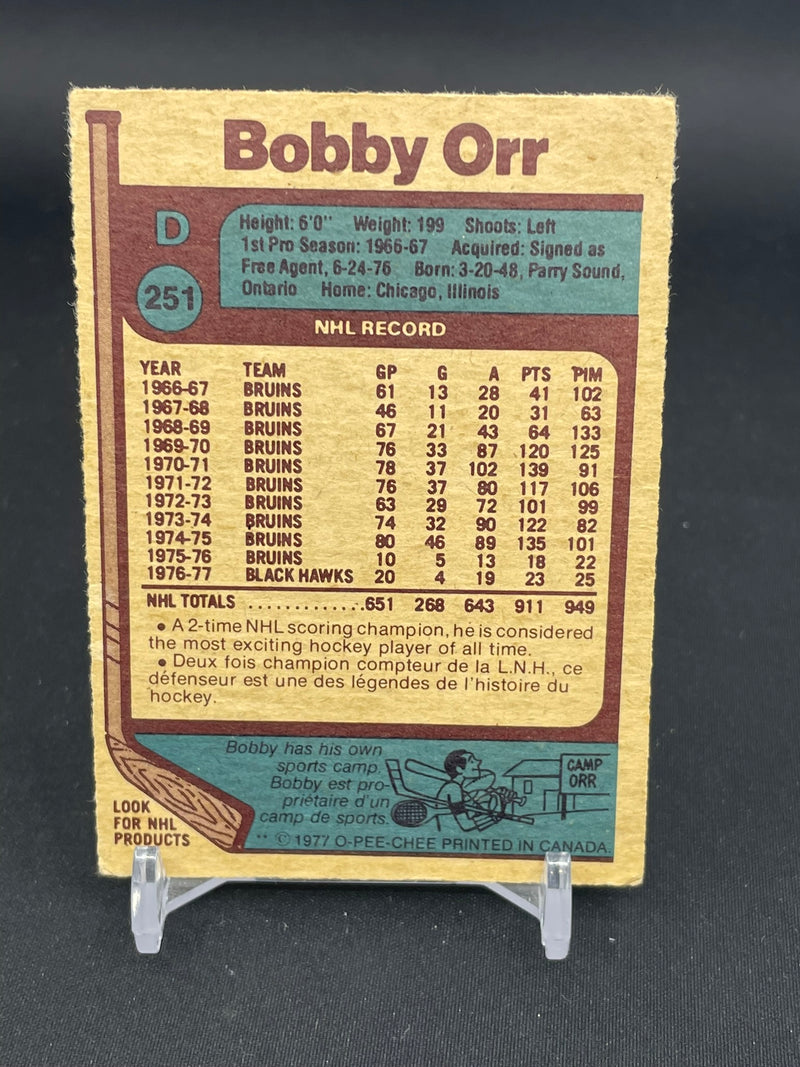 Bobby Orr
D
251
Height: 6'0" Weight: 199 Shoots: Left
1st Pro Season: 1966-67 Acquired: Signed as
Free Agent, 6-24-76 Born: 3-20-48, Parry Sound,
Ontario Home: Chicago, Illinois
NHL RECORD
YEAR TEAM GP G A PTS PIM
1966-67 BRUINS 61 13 28 41 102
1967-68 BRUINS 46 11 20 31 63
1968-69 BRUINS 67 21 43 64 133
1969-70 BRUINS 76 33 87 120 125
1970-71 BRUINS 78 37 102 139 91
1971-72 BRUINS 76 37 80 117 106
1972-73 BRUINS 63 29 72 101 99
1973-74 BRUINS 74 32 90 122 82
1974-75 BRUINS 80 46 89 135 101
1975-76 BRUINS 10 5 13 18 22
1976-77 BLACK HAWKS 20 4 19 23 25
NHL TOTALS .............651 268 643 911 949
• A 2-time NHL scoring champion, he is considered
the most exciting hockey player of all time.
• Deux fois champion compteur de la L.N.H., ce
défenseur est une des légendes de l'histoire du
hockey.
Bobby has his own
sports camp.
Bobby est pro-
priétaire d'un
camp de sports.
CAMP
ORR
LOOK
FOR NHL
PRODUCTS
** © 1977 O-PEE-CHEE PRINTED IN CANADA.